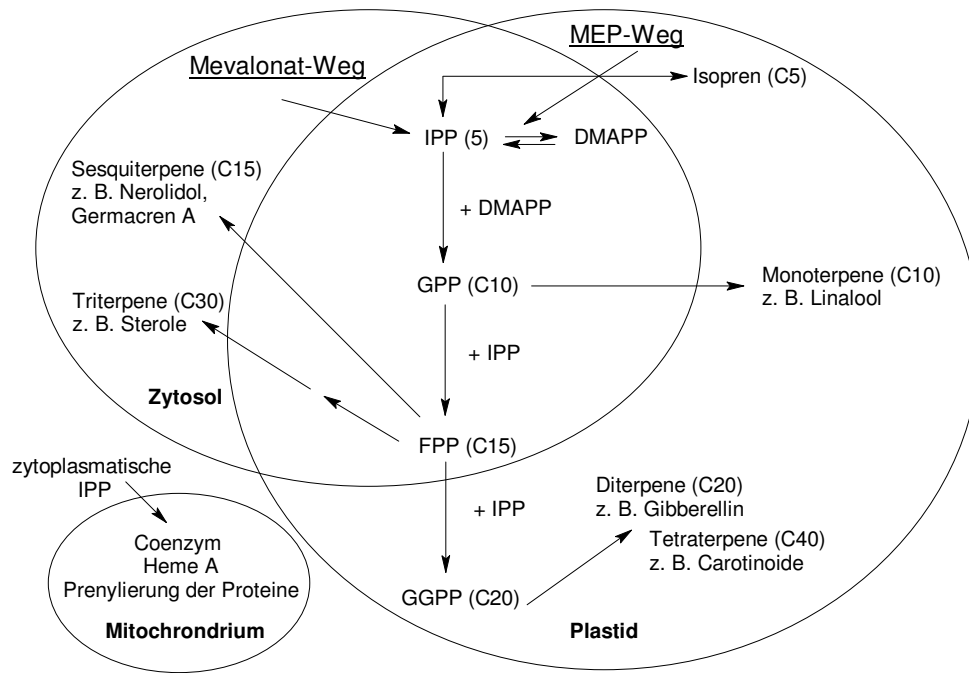 MEP-Weg
Mevalonat-Weg
Isopren (C5)
IPP (5)
DMAPP
Sesquiterpene (C15)
z. B. Nerolidol,
Germacren A
+ DMAPP
GPP (C10)
Monoterpene (C10)
z. B. Linalool
Triterpene (C30)
z. B. Sterole
+ IPP
Zytosol
FPP (C15)
zytoplasmatische
IPP
+ IPP
Diterpene (C20)
z. B. Gibberellin
Tetraterpene (C40)
z. B. Carotinoide
Coenzym
Heme A
Prenylierung der Proteine
GGPP (C20)
Mitochrondrium
Plastid